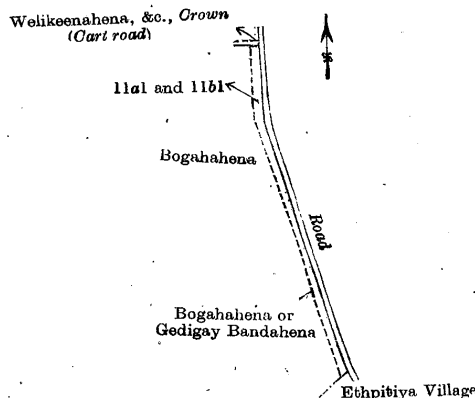 Welikeenahena, &c., Crown
(Cart road)
11a1 and 11b1
Bogahahena
Road
Bogahahena or
Gedigay Bandahena
Ethpitiya Village